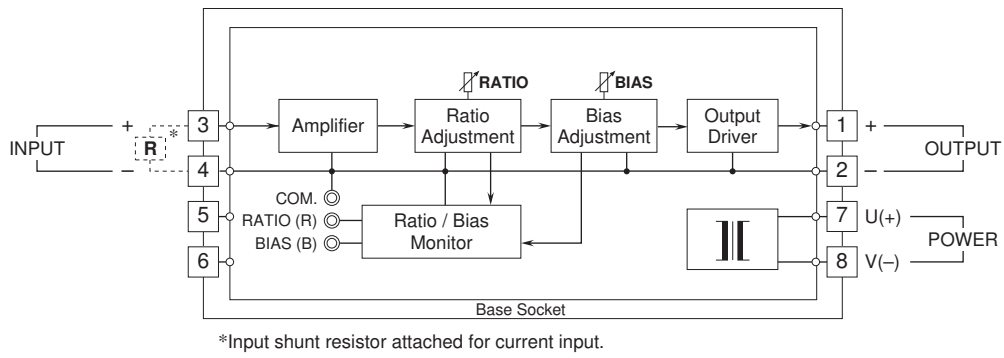 RATIO
BIAS
INPUT
+
–
R
*
3
4
5
6
Amplifier
Ratio
Adjustment
Bias
Adjustment
Output
Driver
COM.
RATIO (R)
BIAS (B)
Ratio / Bias
Monitor
1
2
7
8
+
–
OUTPUT
U(+)
V(–)
POWER
Base Socket
*Input shunt resistor attached for current input.